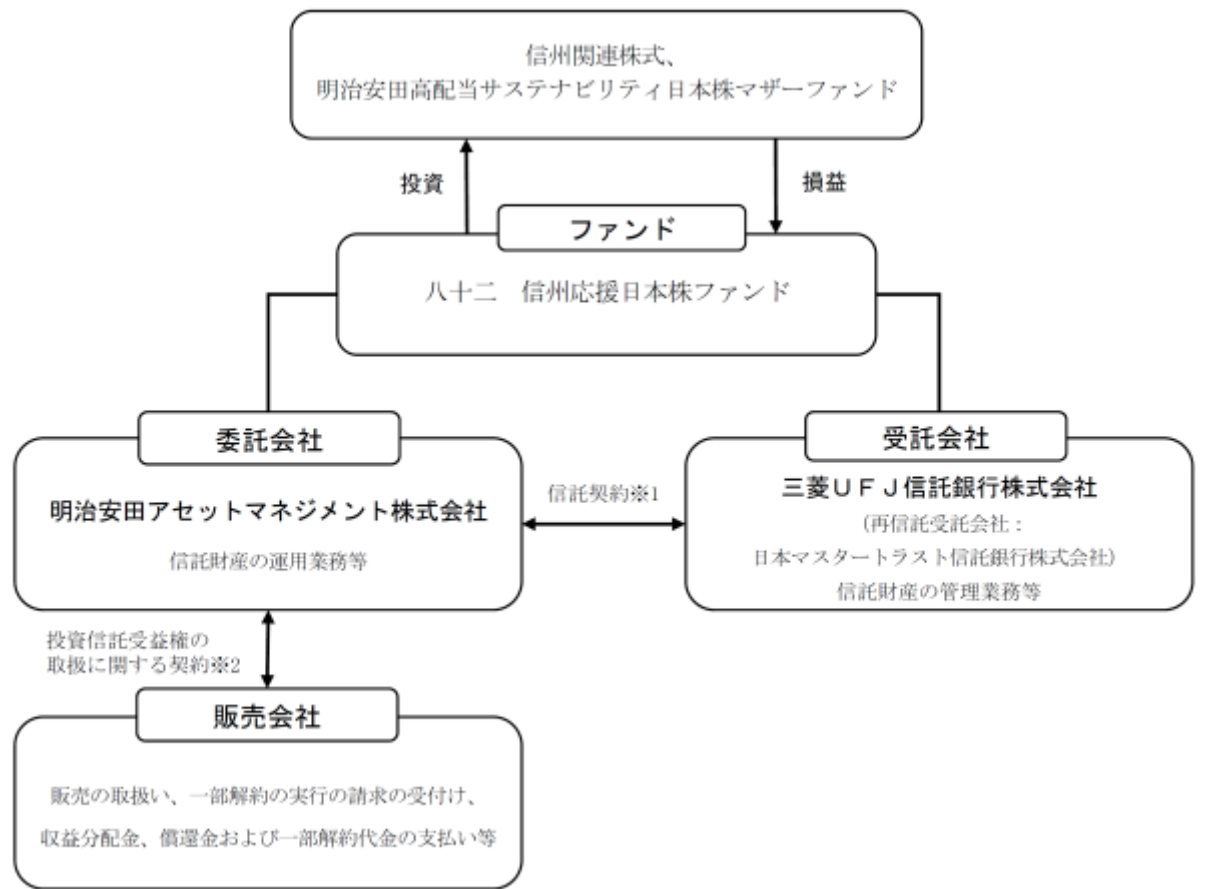 信州関連株式、
明治安田高配当サステナビリティ日本株マザーファンド
投資
損益
ファンド
八十二　信州応援日本株ファンド
委託会社
明治安田アセットマネジメント株式会社
信託財産の運用業務等
信託契約※1
受託会社
三菱ＵＦＪ信託銀行株式会社
（再信託受託会社：
日本マスタートラスト信託銀行株式会社）
信託財産の管理業務等
投資信託受益権の
取扱に関する契約※2
販売会社
販売の取扱い、一部解約の実行の請求の受付け、
収益分配金、償還金および一部解約代金の支払い等